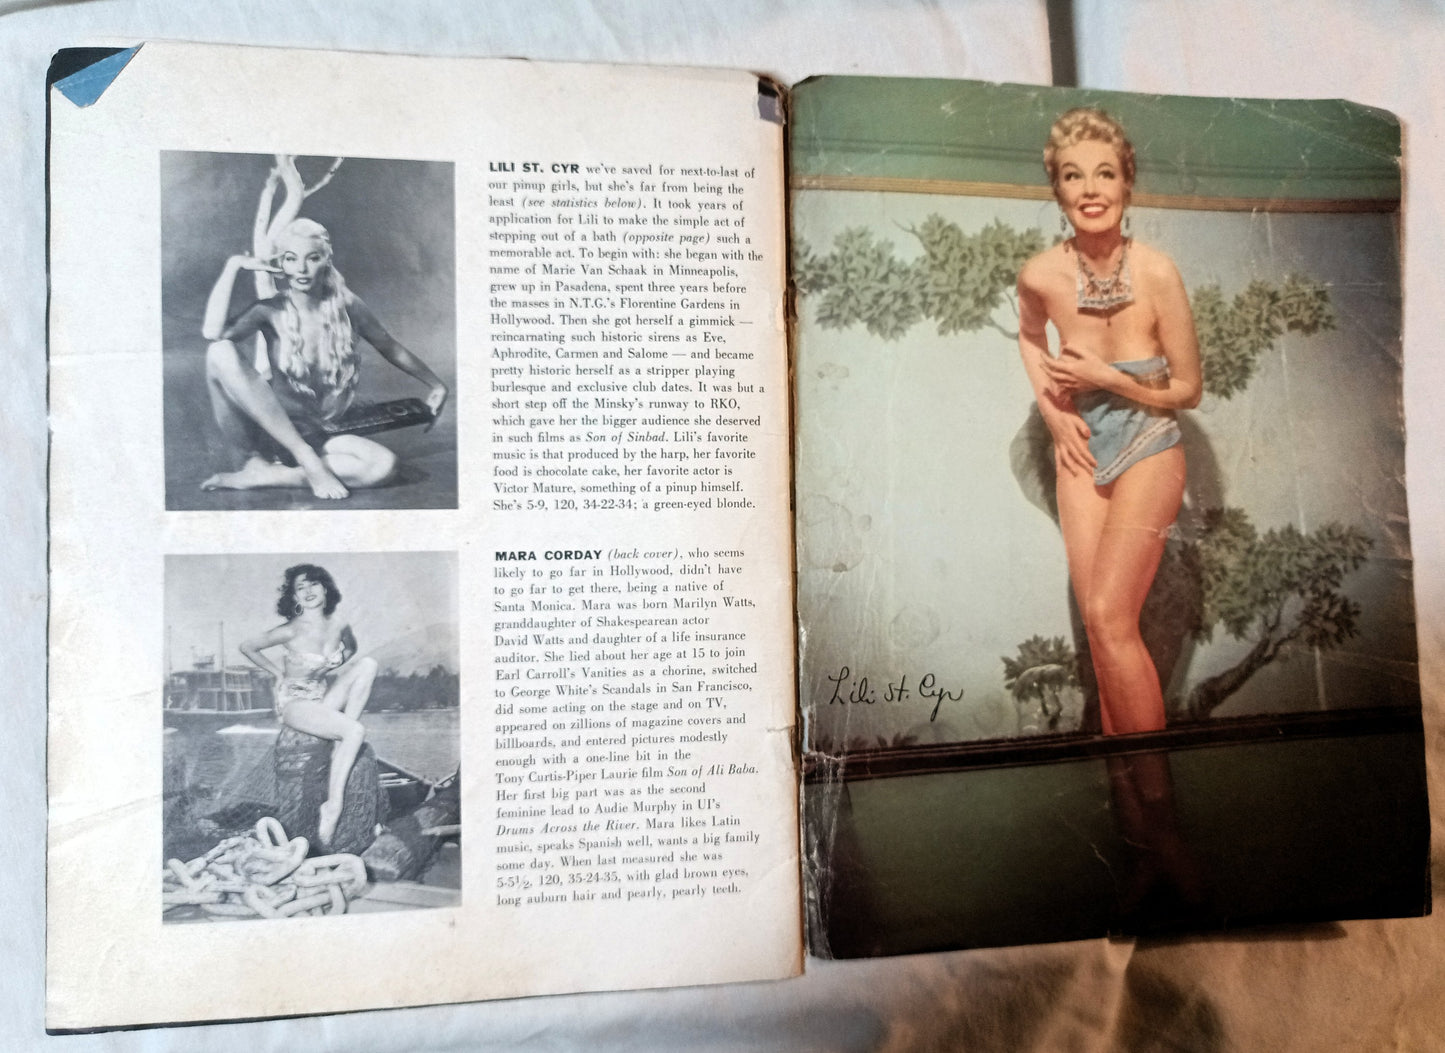 LILI ST. CYR we've saved for next-to-last of
our pinup girls, but she's far from being the
least (see statistics below). It took years of
application for Lili to make the simple act of
stepping out of a bath (opposite page) such a
memorable act. To begin with: she began with the
name of Marie Van Schaak in Minneapolis,
grew up in Pasadena, spent three years before
the masses in N.T.G.'s Florentine Gardens in
Hollywood. Then she got herself a gimmick —
reincarnating such historic sirens as Eve,
Aphrodite, Carmen and Salome — and became
pretty historic herself as a stripper playing
burlesque and exclusive club dates. It was but a
short step off the Minsky's runway to RKO,
which gave her the bigger audience she deserved
in such films as Son of Sinbad. Lili's favorite
music is that produced by the harp, her favorite
food is chocolate cake, her favorite actor is
Victor Mature, something of a pinup himself.
She's 5-9, 120, 34-22-34; a green-eyed blonde.
MARA CORDAY (back cover), who seems
likely to go far in Hollywood, didn't have
to go far to get there, being a native of
Santa Monica. Mara was born Marilyn Watts,
granddaughter of Shakespearean actor
David Watts and daughter of a life insurance
auditor. She lied about her age at 15 to join
Earl Carroll's Vanities as a chorine, switched
to George White's Scandals in San Francisco,
did some acting on the stage and on TV,
appeared on zillions of magazine covers and
billboards, and entered pictures modestly
enough with a one-line bit in the
Tony Curtis-Piper Laurie film Son of Ali Baba.
Her first big part was as the second
feminine lead to Audie Murphy in UI's
Drums Across the River. Mara likes Latin
music, speaks Spanish well, wants a big family
some day. When last measured she was
5-5½, 120, 35-24-35, with glad brown eyes,
long auburn hair and pearly, pearly teeth.
Lili St. Cyr